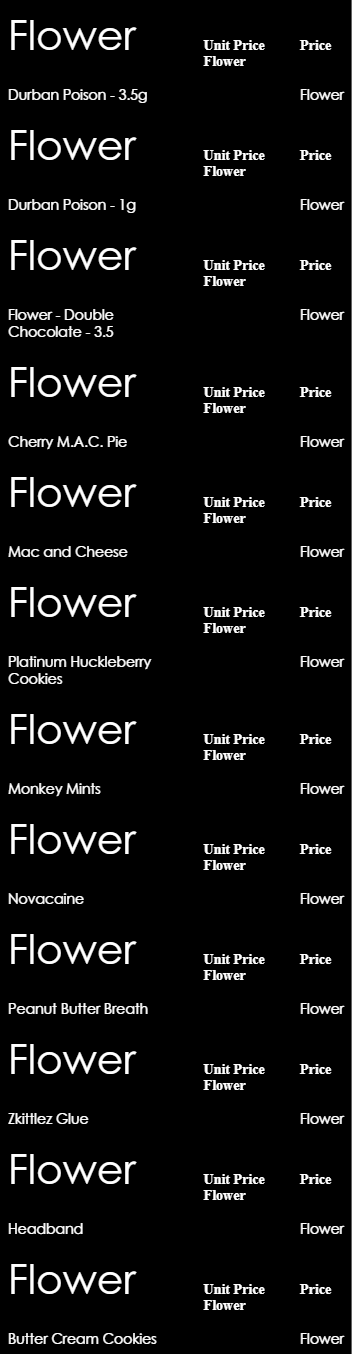 Flower Unit Price Price
Flower
Durban Poison - 3.5g Flower
Flower Unit Price Price
Flower
Durban Poison - 1g Flower
Flower Unit Price Price
Flower
Flower - Double Flower
Chocolate - 3.5
Flower Unit Price Price
Flower
Cherry M.A.C. Pie Flower
Flower Unit Price Price
Flower
Mac and Cheese Flower
Flower Unit Price Price
Flower
Platinum Huckleberry Flower
Cookies
Flower Unit Price Price
Flower
Monkey Mints Flower
Flower Unit Price Price
Flower
Novacaine Flower
Flower Unit Price Price
Flower
Peanut Butter Breath Flower
Flower Unit Price Price
Flower
Zkittlez Glue Flower
Flower Unit Price Price
Flower
Headband Flower
Flower Unit Price Price
Flower
Butter Cream Cookies Flower